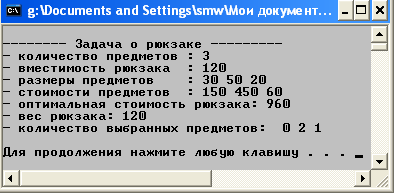 g:\Documents and Settings\smw\Мои документ...
-------- Задача о рюкзаке ---------
- количество предметов : 3
- вместимость рюкзака  : 120
- размеры предметов    : 30 50 20
- стоимости предметов  : 150 450 60
- оптимальная стоимость рюкзака: 960
- вес рюкзака: 120
- количество выбранных предметов:  0 2 1
Для продолжения нажмите любую клавишу . . .